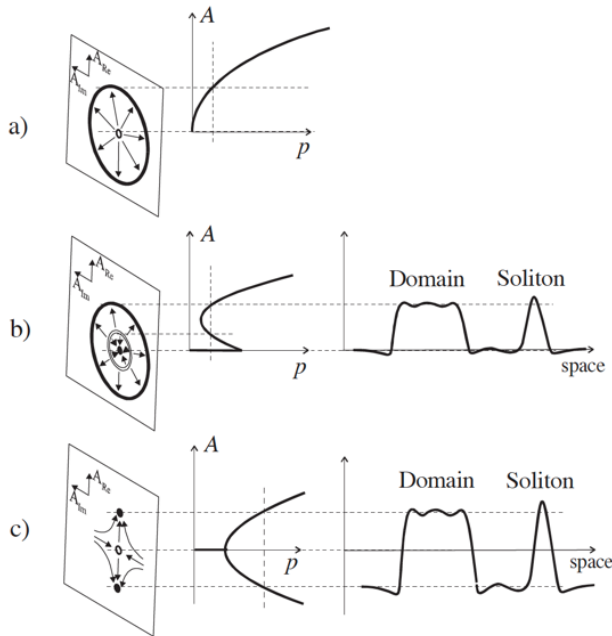 A
A_Re
A_Im
a)
p
A
Domain Soliton
A_Re
A_Im
b)
p
space
A
Domain Soliton
A_Re
A_Im
c)
p
space